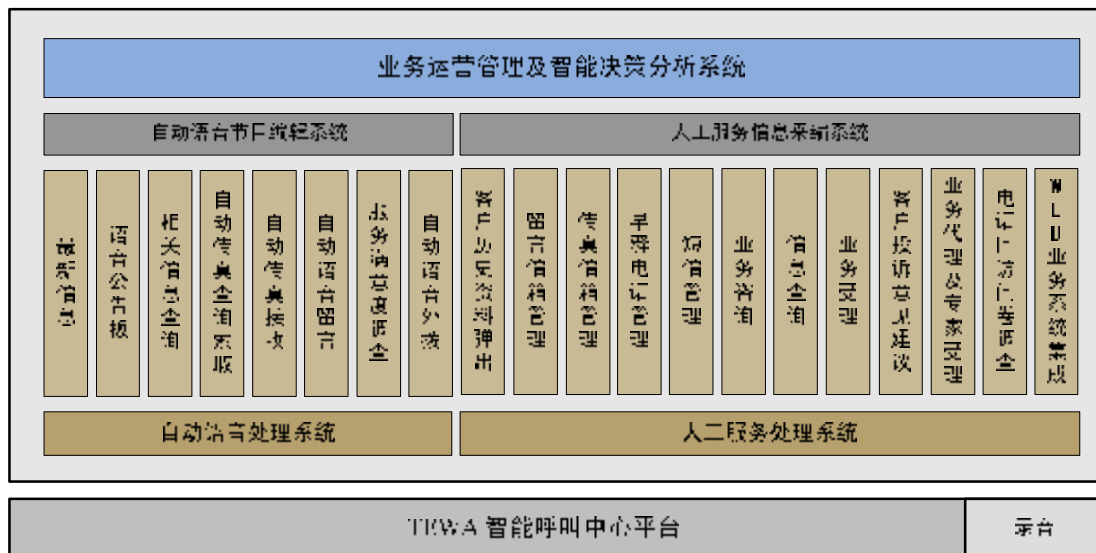 业务运营管理及智能决策分析系统
自动语音节目编辑系统
人工服务信息采编系统
最新信息
语音公告板
相关信息查询
自动传真查询索取
自动传真接收
自动语音留言
服务满意度调查
自动语音外拨
客户历史资料弹出
留言信箱管理
传真信箱管理
电话管理
短信管理
业务咨询
信息查询
业务受理
客户投诉意见建议
业务代理及专家受理
电话回访问卷调查
业务系统集成
自动语音处理系统
人工服务处理系统
智能呼叫中心平台
录音